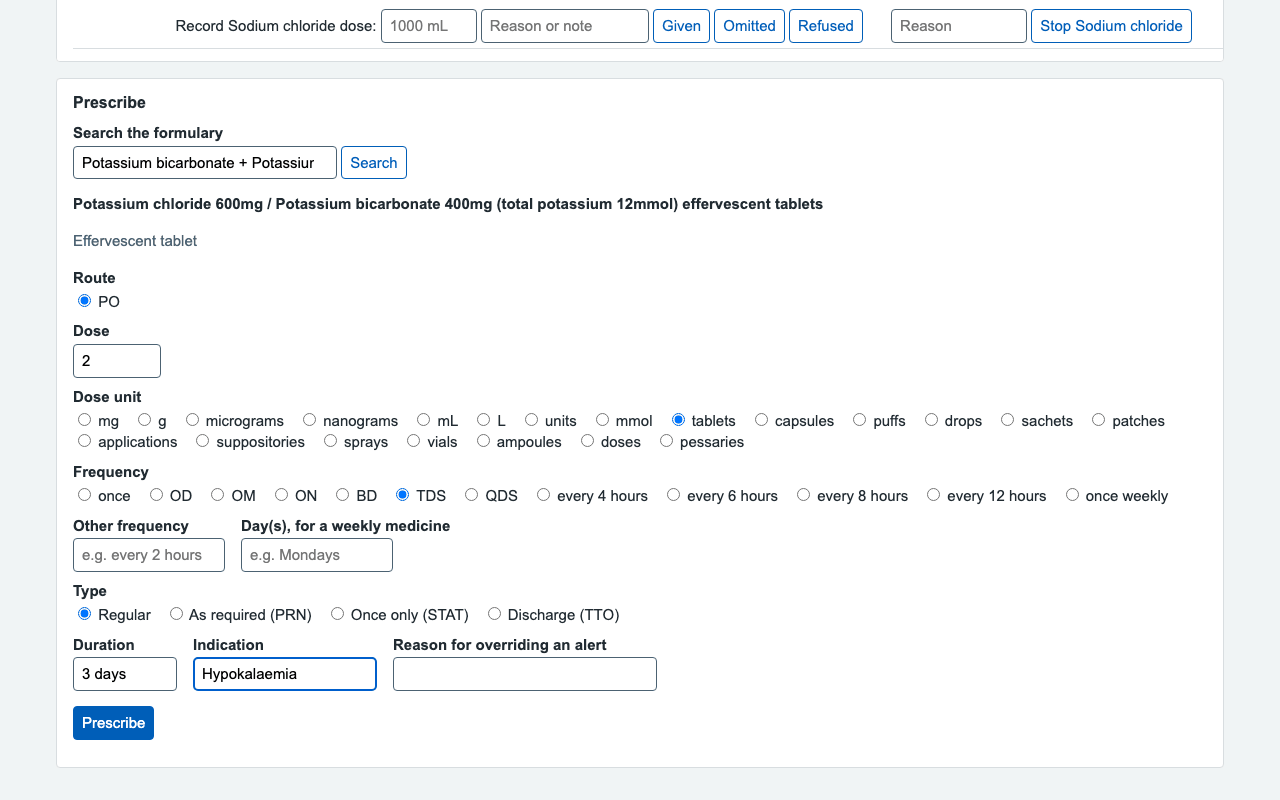 Record Sodium chloride dose: 1000 mL Reason or note Given Omitted Refused Reason Stop Sodium chloride
Prescribe
Search the formulary
Potassium bicarbonate + Potassiur Search
Potassium chloride 600mg / Potassium bicarbonate 400mg (total potassium 12mmol) effervescent tablets
Effervescent tablet
Route
PO
Dose
2
Dose unit
mg g micrograms nanograms mL L units mmol tablets capsules puffs drops sachets patches
applications suppositories sprays vials ampoules doses pessaries
Frequency
once OD OM ON BD TDS QDS every 4 hours every 6 hours every 8 hours every 12 hours once weekly
Other frequency Day(s), for a weekly medicine
e.g. every 2 hours e.g. Mondays
Type
Regular As required (PRN) Once only (STAT) Discharge (TTO)
Duration Indication Reason for overriding an alert
3 days Hypokalaemia
Prescribe